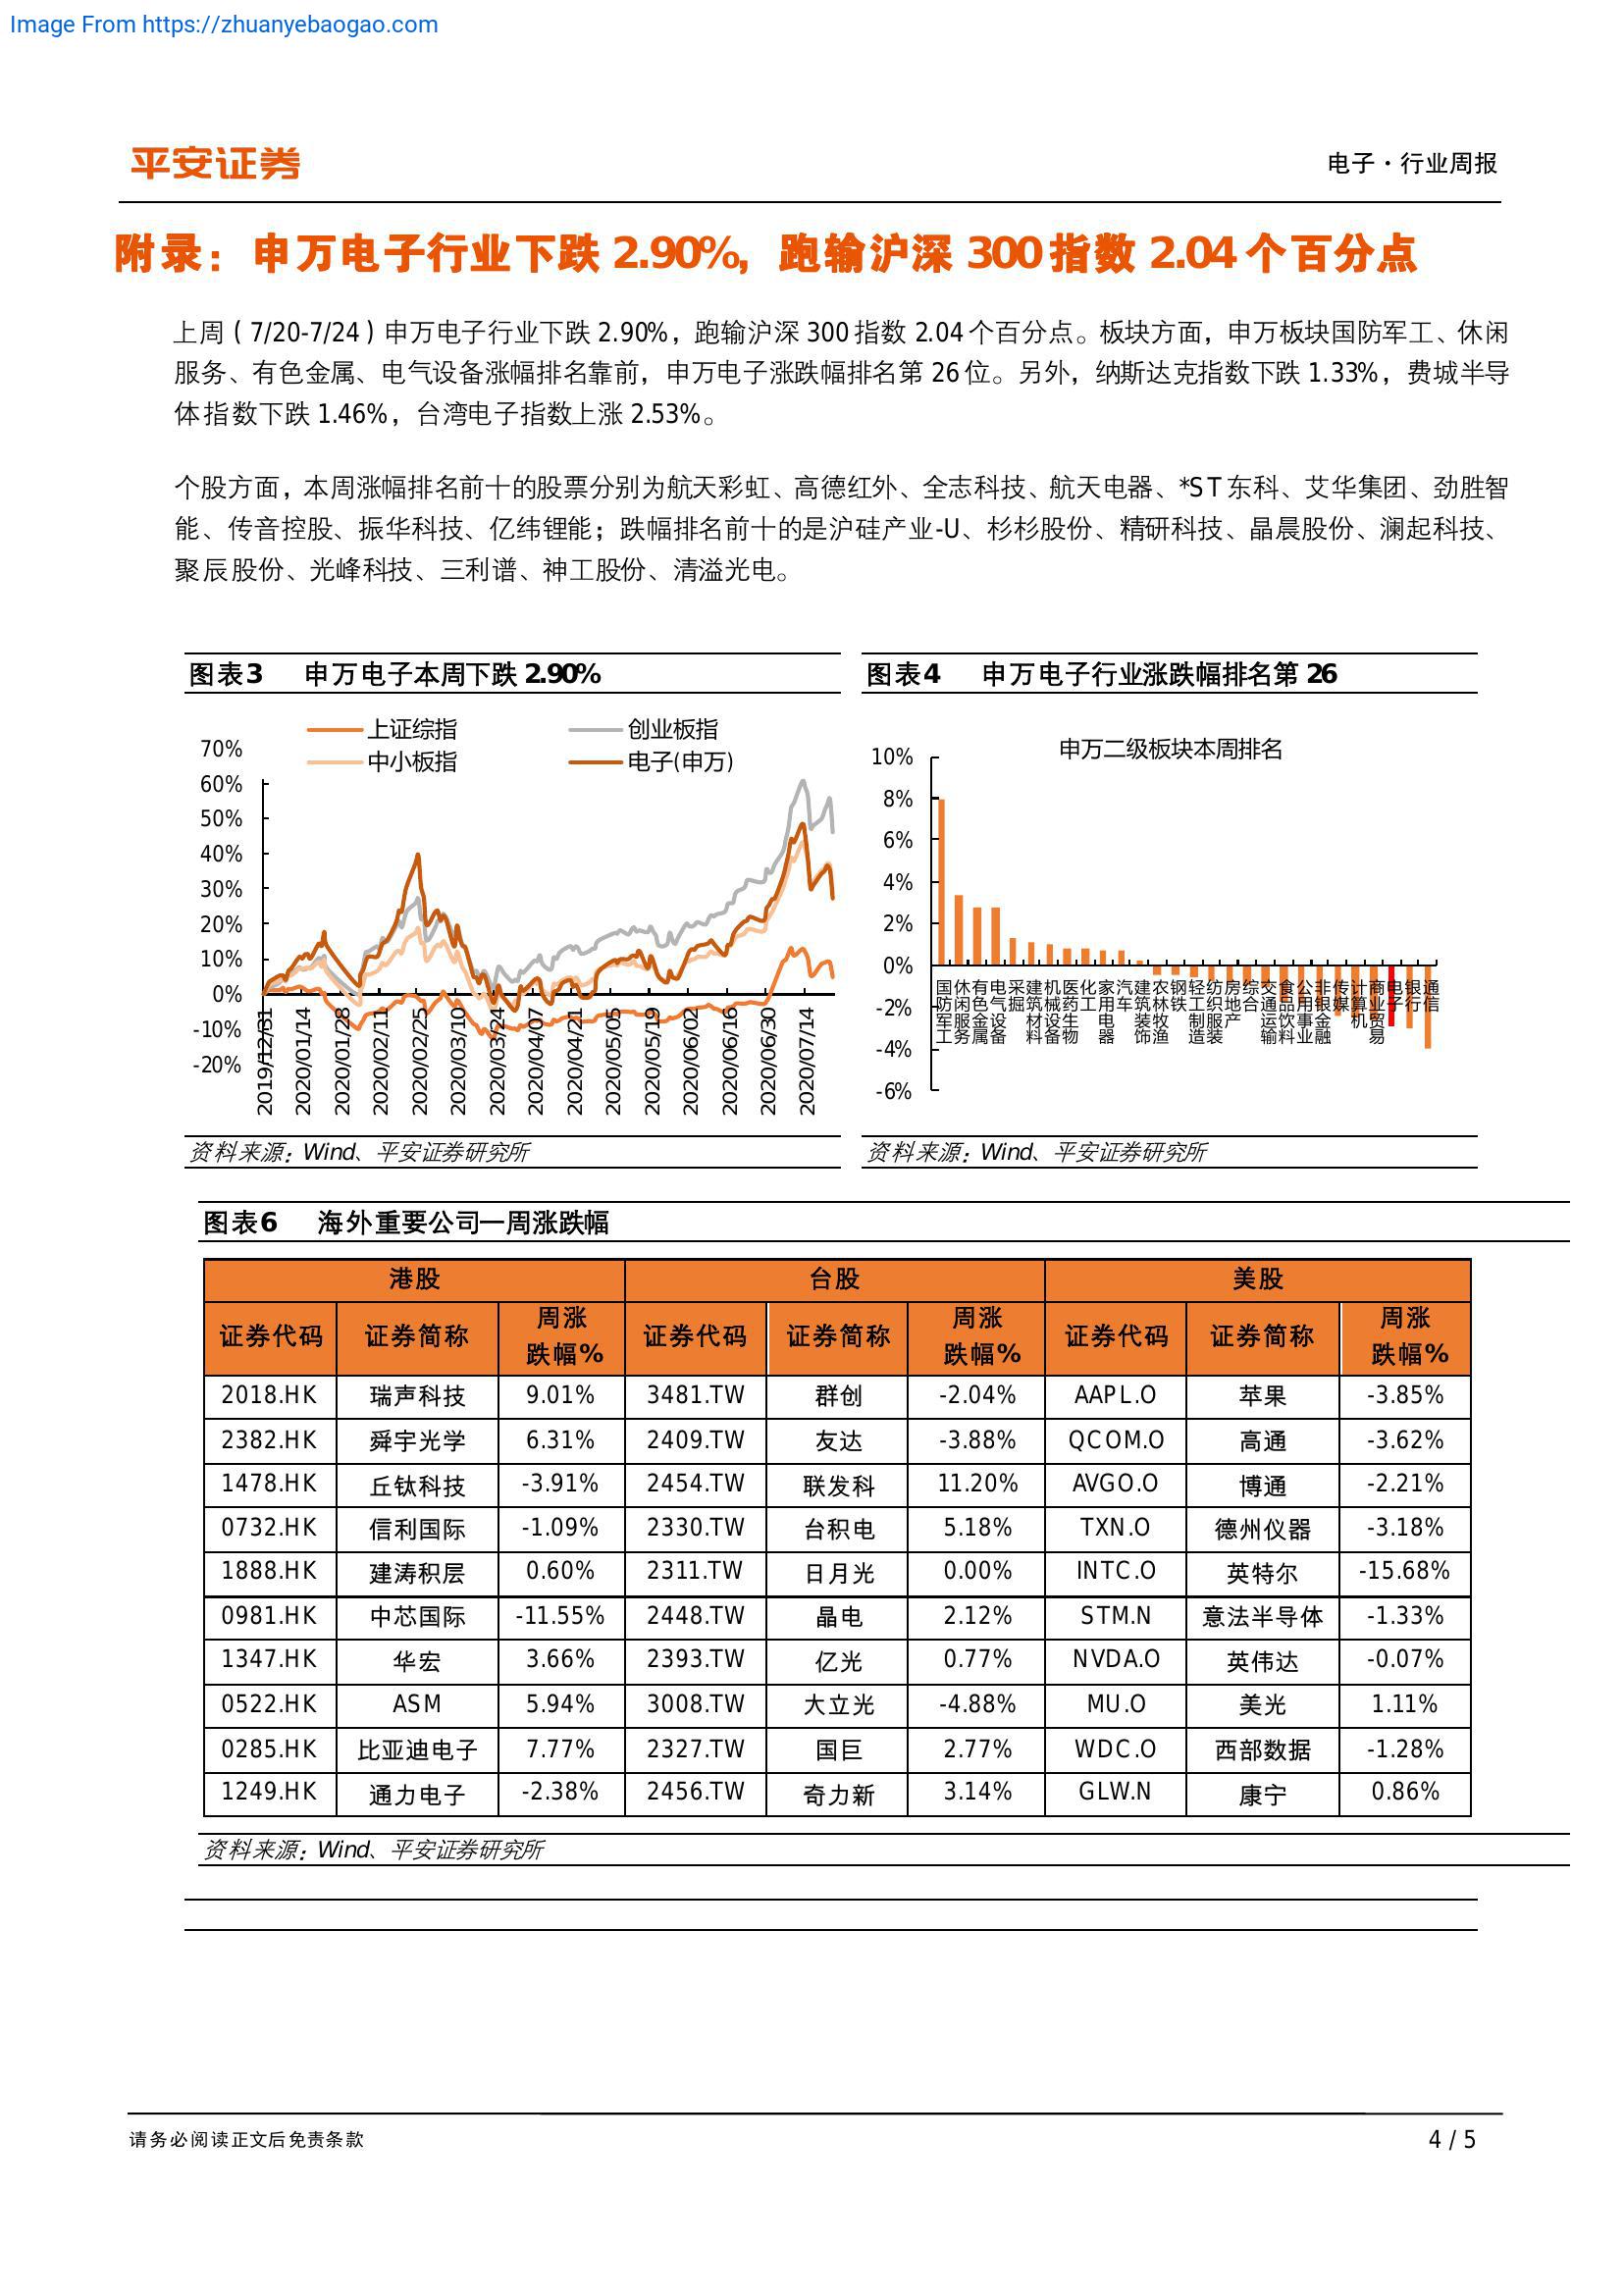 Image From https://zhuanyebaogao.com
平安证券
电子·行业周报
附录：申万电子行业下跌 2.90%，跑输沪深 300 指数 2.04 个百分点
上周（7/20-7/24）申万电子行业下跌 2.90%，跑输沪深 300 指数 2.04 个百分点。板块方面，申万板块国防军工、休闲
服务、有色金属、电气设备涨幅排名靠前，申万电子涨跌幅排名第 26 位。另外，纳斯达克指数下跌 1.33%，费城半导
体指数下跌 1.46%，台湾电子指数上涨 2.53%。
个股方面，本周涨幅排名前十的股票分别为航天彩虹、高德红外、全志科技、航天电器、*ST 东科、艾华集团、劲胜智
能、传音控股、振华科技、亿纬锂能；跌幅排名前十的是沪硅产业-U、杉杉股份、精研科技、晶晨股份、澜起科技、
聚辰股份、光峰科技、三利谱、神工股份、清溢光电。
图表3 申万电子本周下跌 2.90%
上证综指 创业板指
中小板指 电子(申万)
70%
60%
50%
40%
30%
20%
10%
0%
-10%
-20%
2019/12/31 2020/01/14 2020/01/28 2020/02/11 2020/02/25 2020/03/10 2020/03/24 2020/04/07 2020/04/21 2020/05/05 2020/05/19 2020/06/02 2020/06/16 2020/06/30 2020/07/14
资料来源：Wind、平安证券研究所
图表4 申万电子行业涨跌幅排名第 26
申万二级板块本周排名
10%
8%
6%
4%
2%
0%
-2%
-4%
-6%
国防军工 休闲服务 有色金属 电气设备 采掘 建筑材料 机械设备 医药生物 化工 家用电器 汽车 建筑装饰 农林牧渔 钢铁 轻工制造 纺织服装 房地产 综合 交通运输 食品饮料 公用事业 非银金融 传媒 计算机 商业贸易 电子 银行 通信
资料来源：Wind、平安证券研究所
图表6 海外重要公司一周涨跌幅
港股 台股 美股
证券代码 证券简称 周涨跌幅% 证券代码 证券简称 周涨跌幅% 证券代码 证券简称 周涨跌幅%
2018.HK 瑞声科技 9.01% 3481.TW 群创 -2.04% AAPL.O 苹果 -3.85%
2382.HK 舜宇光学 6.31% 2409.TW 友达 -3.88% QCOM.O 高通 -3.62%
1478.HK 丘钛科技 -3.91% 2454.TW 联发科 11.20% AVGO.O 博通 -2.21%
0732.HK 信利国际 -1.09% 2330.TW 台积电 5.18% TXN.O 德州仪器 -3.18%
1888.HK 建涛积层 0.60% 2311.TW 日月光 0.00% INTC.O 英特尔 -15.68%
0981.HK 中芯国际 -11.55% 2448.TW 晶电 2.12% STM.N 意法半导体 -1.33%
1347.HK 华宏 3.66% 2393.TW 亿光 0.77% NVDA.O 英伟达 -0.07%
0522.HK ASM 5.94% 3008.TW 大立光 -4.88% MU.O 美光 1.11%
0285.HK 比亚迪电子 7.77% 2327.TW 国巨 2.77% WDC.O 西部数据 -1.28%
1249.HK 通力电子 -2.38% 2456.TW 奇力新 3.14% GLW.N 康宁 0.86%
资料来源：Wind、平安证券研究所
请务必阅读正文后免责条款
4 / 5